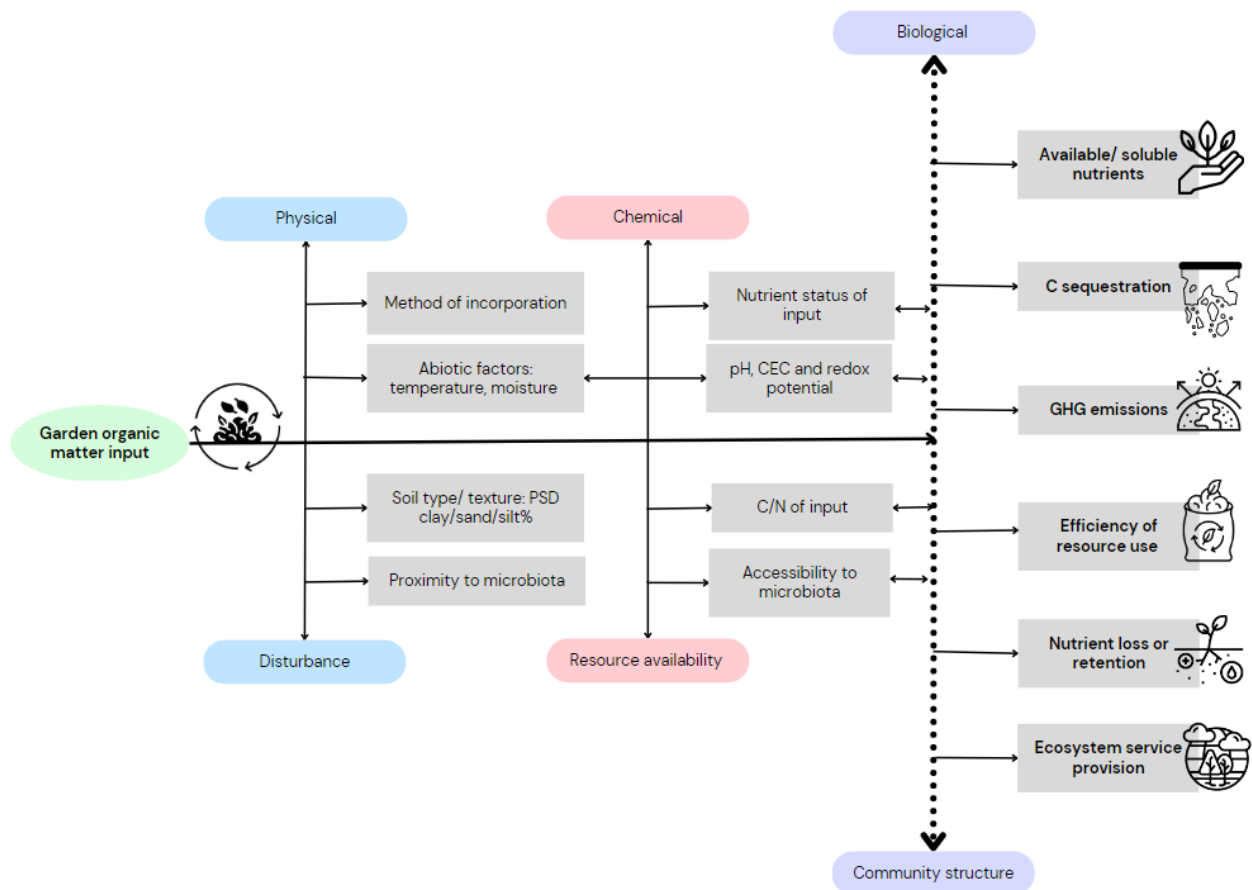 Biological
Available/ soluble
nutrients
Physical
Chemical
Method of incorporation
Nutrient status of
input
C sequestration
Abiotic factors:
temperature, moisture
pH, CEC and redox
potential
GHG emissions
Garden organic
matter input
Soil type/ texture: PSD
clay/sand/silt%
C/N of input
Efficiency of
resource use
Proximity to microbiota
Accessibility to
microbiota
Disturbance
Resource availability
Nutrient loss or
retention
Ecosystem service
provision
Community structure